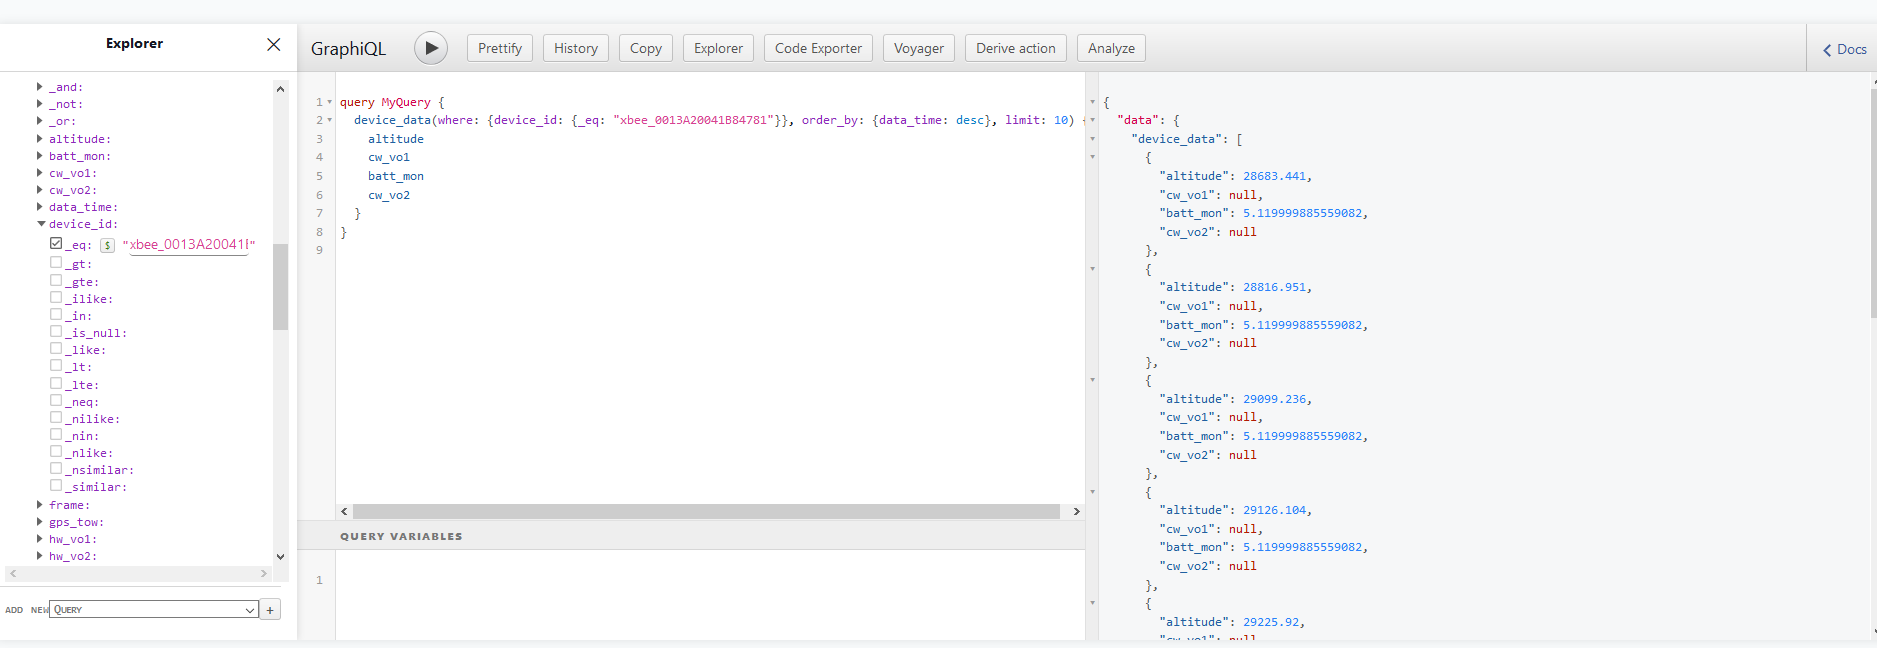 Explorer
_and:
_not:
_or:
altitude:
batt_mon:
cw_vo1:
cw_vo2:
data_time:
device_id:
_eq: $ "xbee_0013A20041"
_gt:
_gte:
_ilike:
_in:
_is_null:
_like:
_lt:
_lte:
_neq:
_nilike:
_nin:
_nlike:
_nsimilar:
_similar:
frame:
gps_tow:
hw_vo1:
hw_vo2:
ADD NEW Query +
GraphiQL Prettify History Copy Explorer Code Exporter Voyager Derive action Analyze
Docs
1 query MyQuery {
2 device_data(where: {device_id: {_eq: "xbee_0013A20041B84781"}}, order_by: {data_time: desc}, limit: 10) {
3 altitude
4 cw_vo1
5 batt_mon
6 cw_vo2
7 }
8 }
9
QUERY VARIABLES
1
{
"data": {
"device_data": [
{
"altitude": 28683.441,
"cw_vo1": null,
"batt_mon": 5.119999885559082,
"cw_vo2": null
},
{
"altitude": 28816.951,
"cw_vo1": null,
"batt_mon": 5.119999885559082,
"cw_vo2": null
},
{
"altitude": 29099.236,
"cw_vo1": null,
"batt_mon": 5.119999885559082,
"cw_vo2": null
},
{
"altitude": 29126.104,
"cw_vo1": null,
"batt_mon": 5.119999885559082,
"cw_vo2": null
},
{
"altitude": 29225.92,
"cw_vo1": null